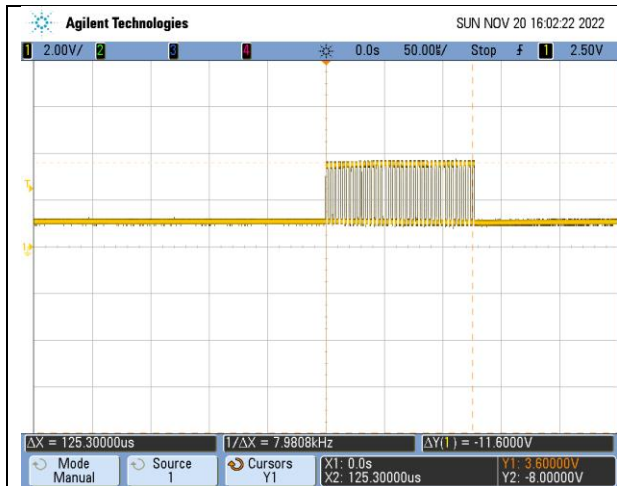 Agilent Technologies SUN NOV 20 16:02:22 2022
1 2.00V/ 2 3 4 0.0s 50.00%/ Stop 1 2.50V
T
1
ΔX = 125.30000us 1/ΔX = 7.9808kHz ΔY(1) = -11.6000V
Mode Source Cursors X1: 0.0s Y1: 3.60000V
Manual 1 Y1 X2: 125.30000us Y2: -8.00000V